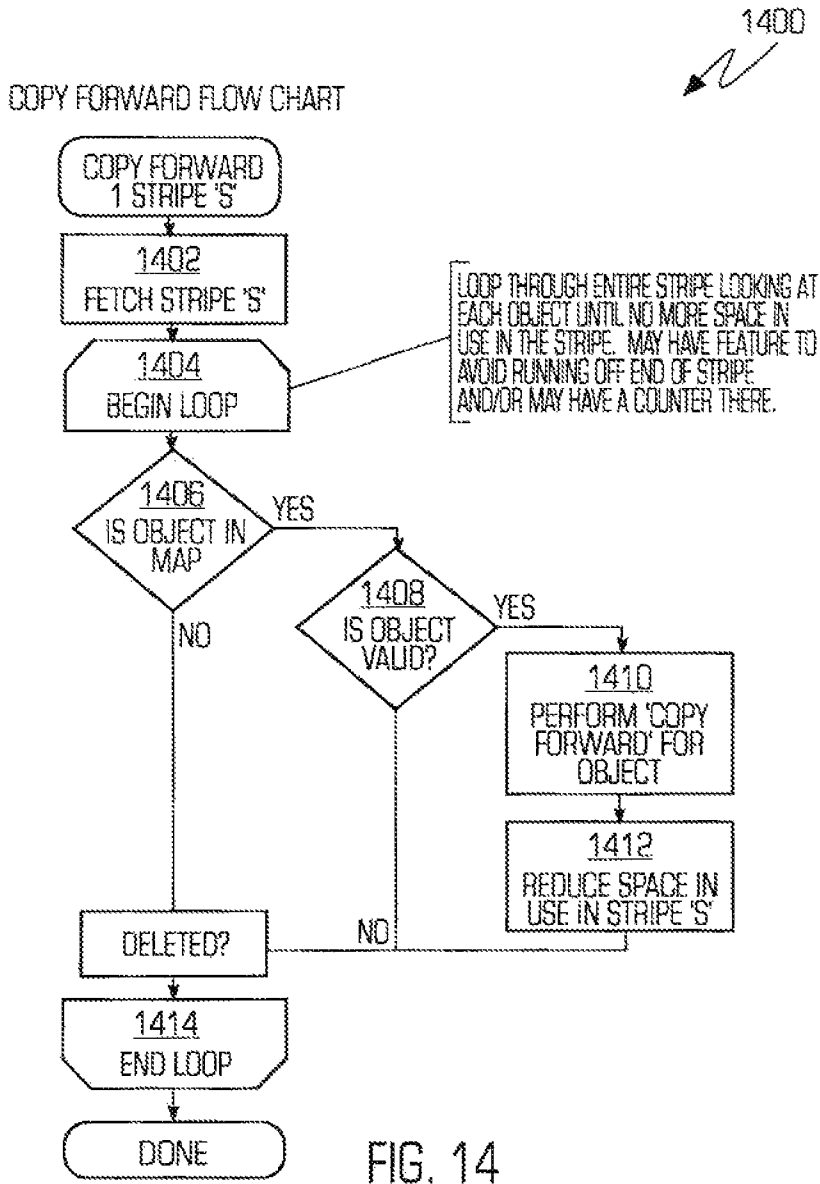 1400
COPY FORWARD FLOW CHART
COPY FORWARD
1 STRIPE 'S'
1402
FETCH STRIPE 'S'
1404
BEGIN LOOP
LOOP THROUGH ENTIRE STRIPE LOOKING AT
EACH OBJECT UNTIL NO MORE SPACE IN
USE IN THE STRIPE. MAY HAVE FEATURE TO
AVOID RUNNING OFF END OF STRIPE
AND/OR MAY HAVE A COUNTER THERE.
1406
IS OBJECT IN
MAP
YES
NO
1408
IS OBJECT
VALID?
YES
NO
1410
PERFORM 'COPY
FORWARD' FOR
OBJECT
1412
REDUCE SPACE IN
USE IN STRIPE 'S'
DELETED?
1414
END LOOP
DONE
FIG. 14